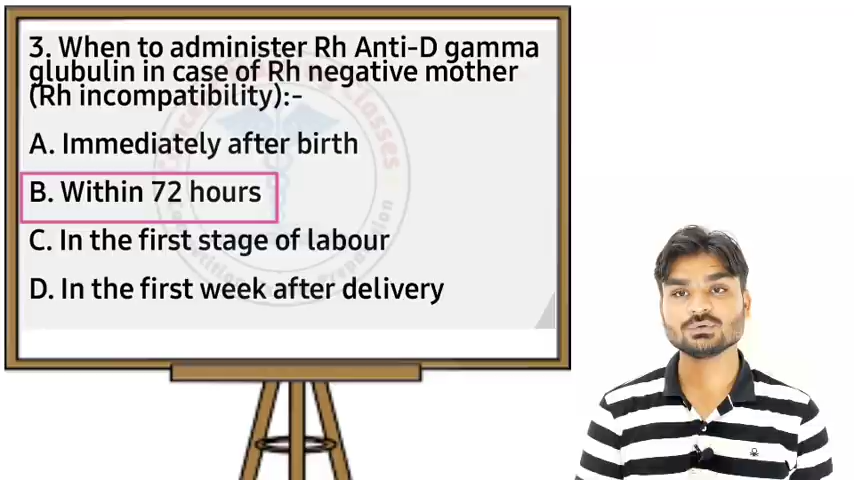 3. When to administer Rh Anti-D gamma
glubulin in case of Rh negative mother
(Rh incompatibility):-
A. Immediately after birth
B. Within 72 hours
C. In the first stage of labour
D. In the first week after delivery
Classes